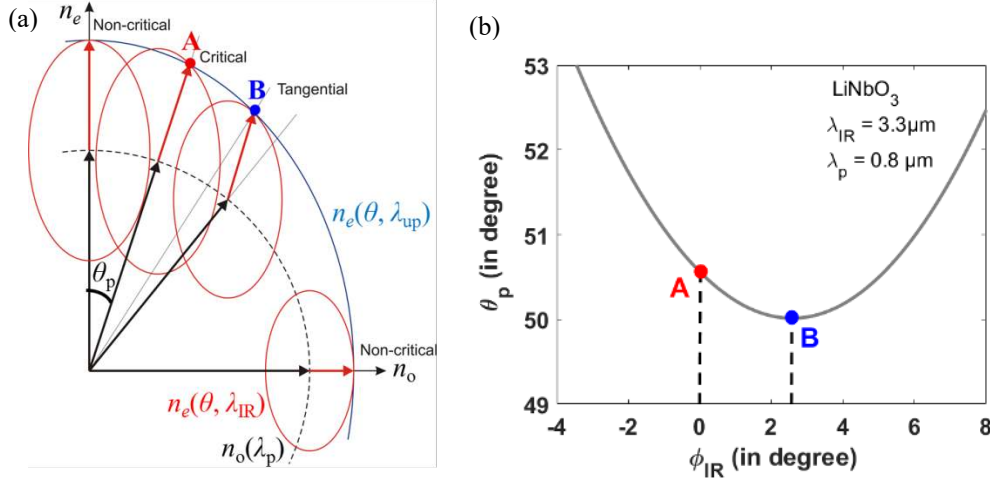 (a)
n_e
Non-critical
A
Critical
B
Tangential
θ_p
n_e(θ, λ_up)
Non-critical
n_o
n_e(θ, λ_IR)
n_o(λ_p)
(b)
53
52
51
50
49
θ_p (in degree)
LiNbO_3
λ_IR = 3.3μm
λ_p = 0.8 μm
A
B
-4 -2 0 2 4 6 8
ϕ_IR (in degree)